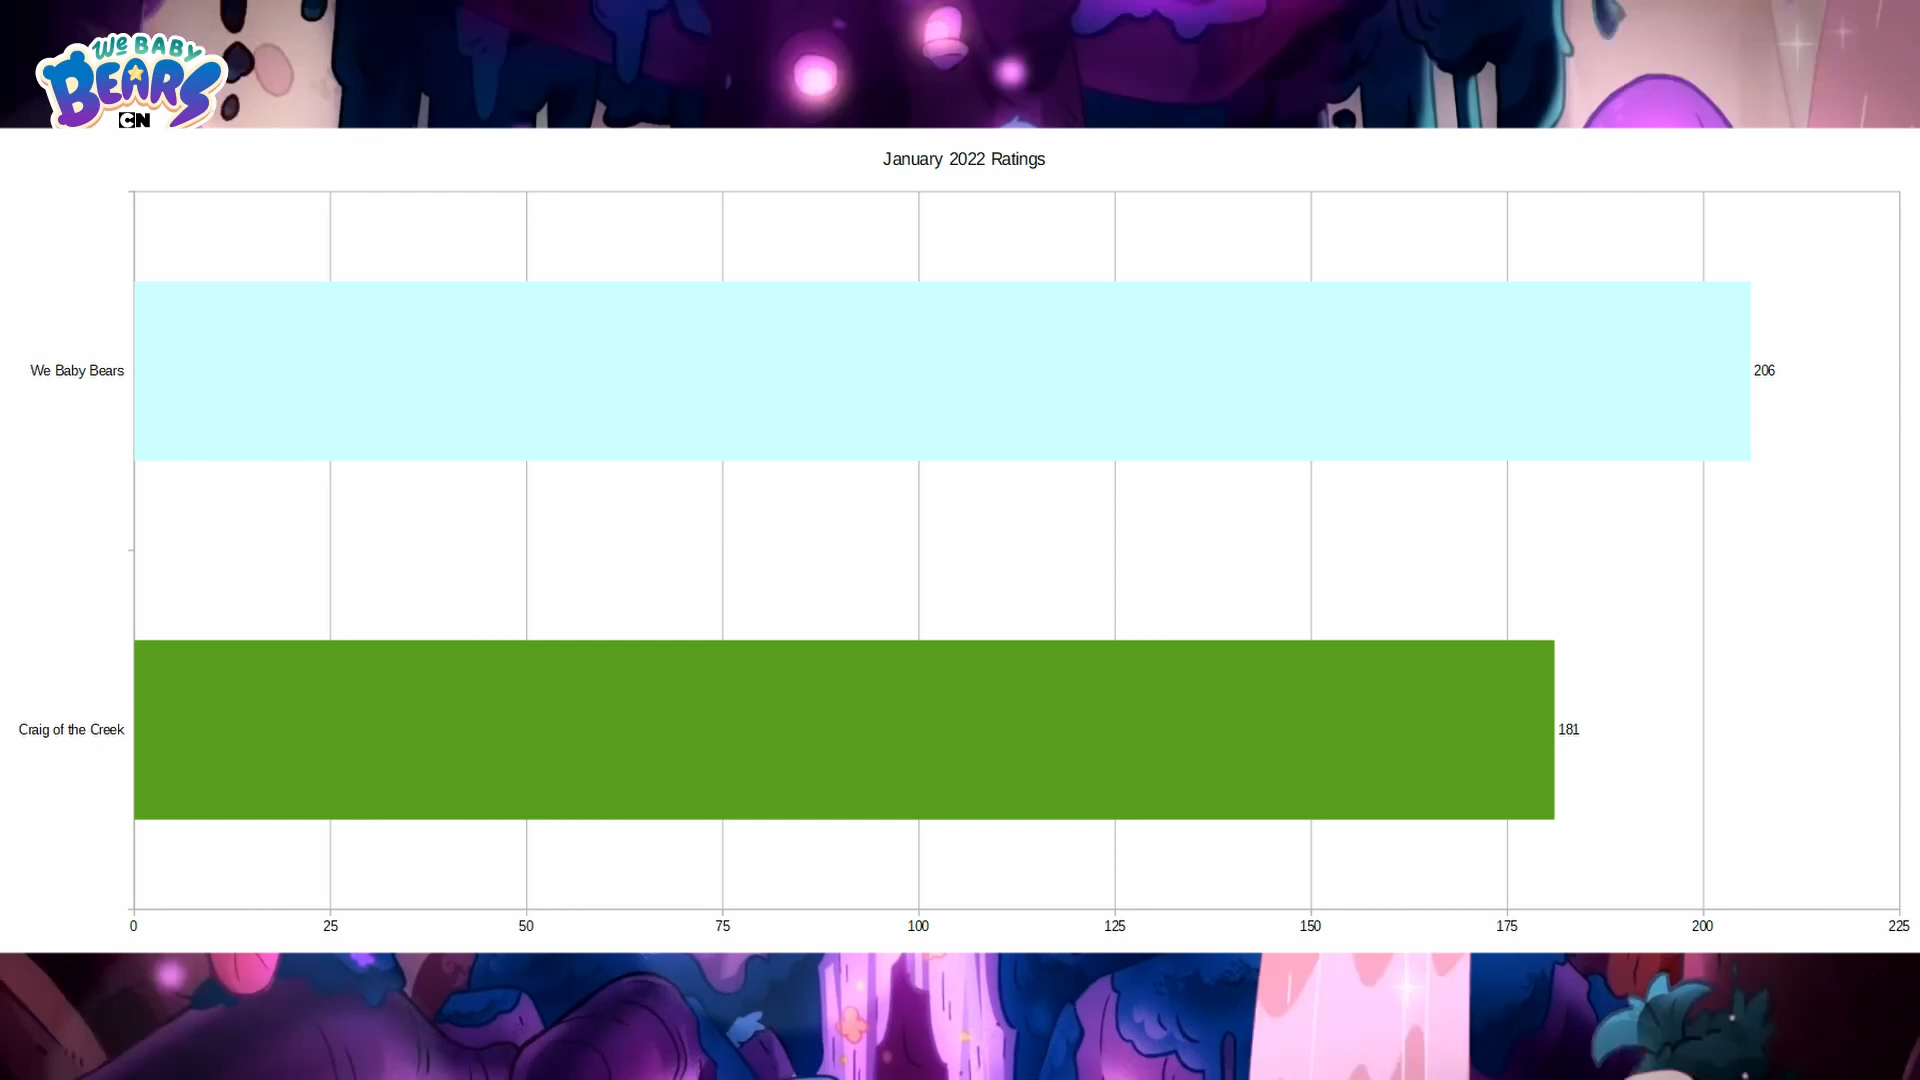 We BABY
BEARS
CN
January 2022 Ratings
We Baby Bears
206
Craig of the Creek
181
0 25 50 75 100 125 150 175 200 225